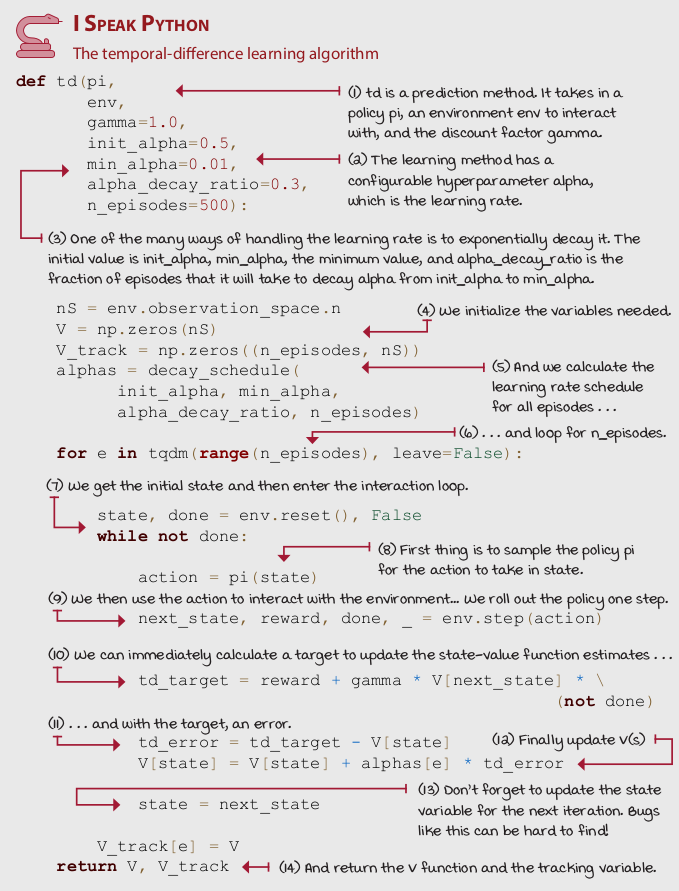 I Speak Python
The temporal-difference learning algorithm
def td(pi,
env,
gamma=1.0,
init_alpha=0.5,
min_alpha=0.01,
alpha_decay_ratio=0.3,
n_episodes=500):
(1) td is a prediction method. It takes in a
policy pi, an environment env to interact
with, and the discount factor gamma.
(2) The learning method has a
configurable hyperparameter alpha,
which is the learning rate.
(3) One of the many ways of handling the learning rate is to exponentially decay it. The
initial value is init_alpha, min_alpha, the minimum value, and alpha_decay_ratio is the
fraction of episodes that it will take to decay alpha from init_alpha to min_alpha.
nS = env.observation_space.n
(4) We initialize the variables needed.
V = np.zeros(nS)
V_track = np.zeros((n_episodes, nS))
alphas = decay_schedule(
init_alpha, min_alpha,
alpha_decay_ratio, n_episodes)
(5) And we calculate the
learning rate schedule
for all episodes . . .
(6) . . . and loop for n_episodes.
for e in tqdm(range(n_episodes), leave=False):
(7) We get the initial state and then enter the interaction loop.
state, done = env.reset(), False
while not done:
(8) First thing is to sample the policy pi
for the action to take in state.
action = pi(state)
(9) We then use the action to interact with the environment... We roll out the policy one step.
next_state, reward, done, _ = env.step(action)
(10) We can immediately calculate a target to update the state-value function estimates . . .
td_target = reward + gamma * V[next_state] * \
(not done)
(11) . . . and with the target, an error.
td_error = td_target - V[state]
(12) Finally update V(s)
V[state] = V[state] + alphas[e] * td_error
(13) Don't forget to update the state
variable for the next iteration. Bugs
like this can be hard to find!
state = next_state
V_track[e] = V
return V, V_track
(14) And return the V function and the tracking variable.